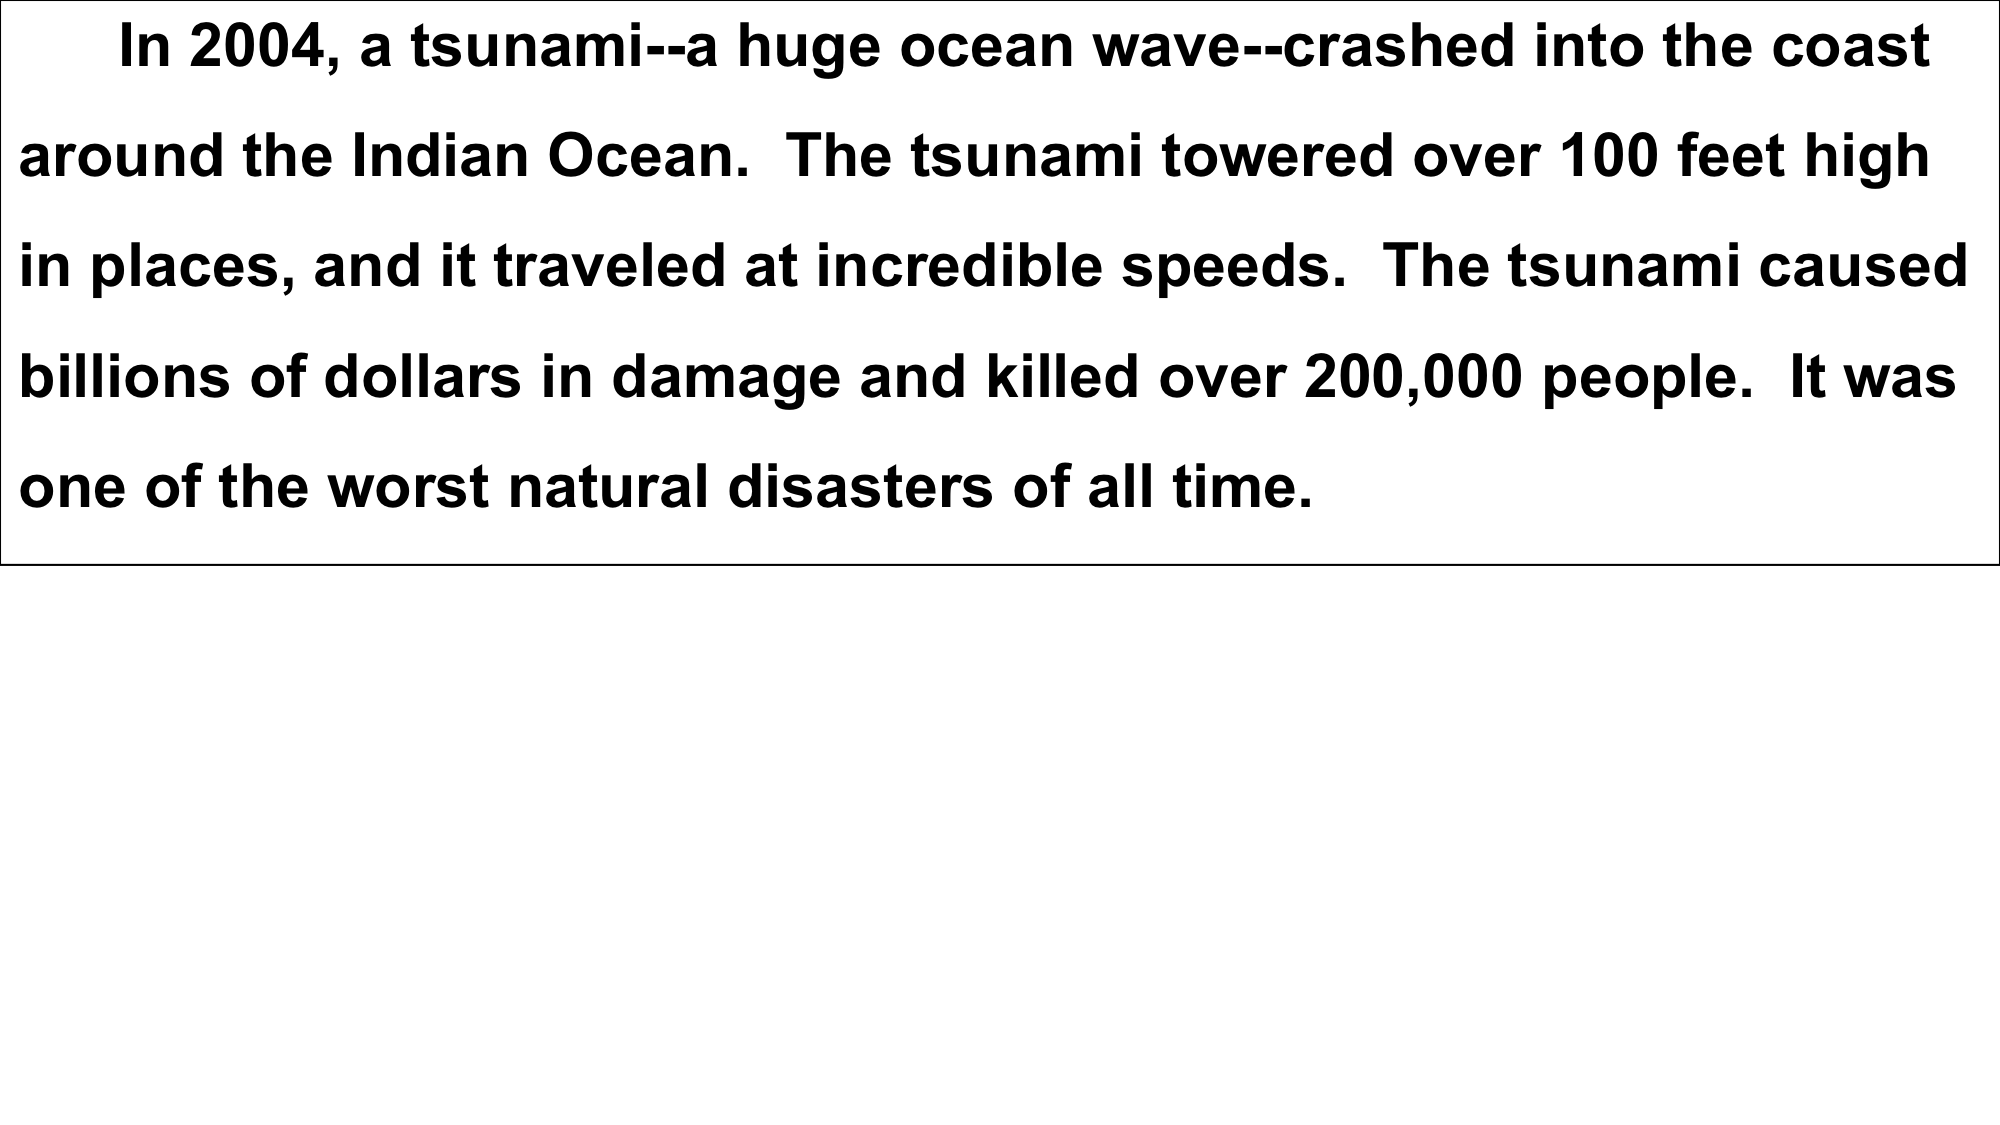 In 2004, a tsunami--a huge ocean wave--crashed into the coast
around the Indian Ocean.  The tsunami towered over 100 feet high
in places, and it traveled at incredible speeds.  The tsunami caused
billions of dollars in damage and killed over 200,000 people.  It was
one of the worst natural disasters of all time.